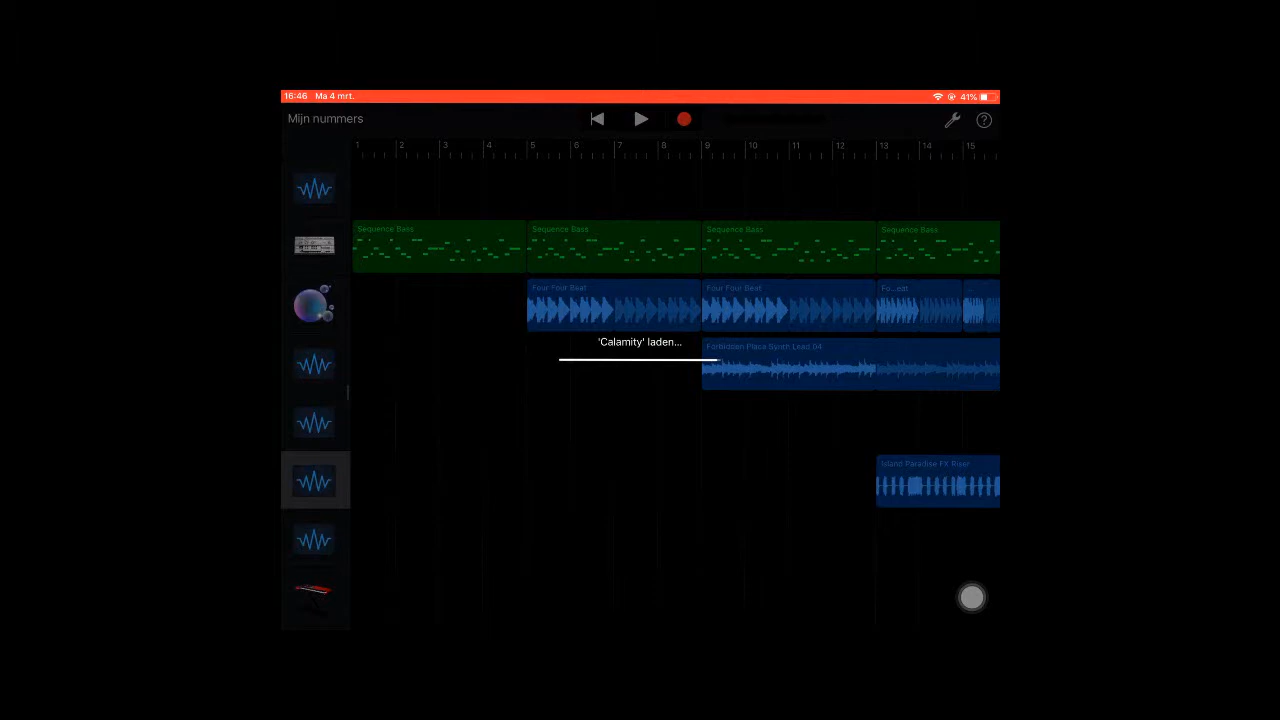 16:46 Ma 4 mrt. 41%
Mijn nummers
1 2 3 4 5 6 7 8 9 10 11 12 13 14 15
Sequence Bass Sequence Bass Sequence Bass Sequence Bass
Four Four Beat Four Four Beat Fo...eat ...
'Calamity' laden...
Forbidden Place Synth Lead 04
Island Paradise FX Riser